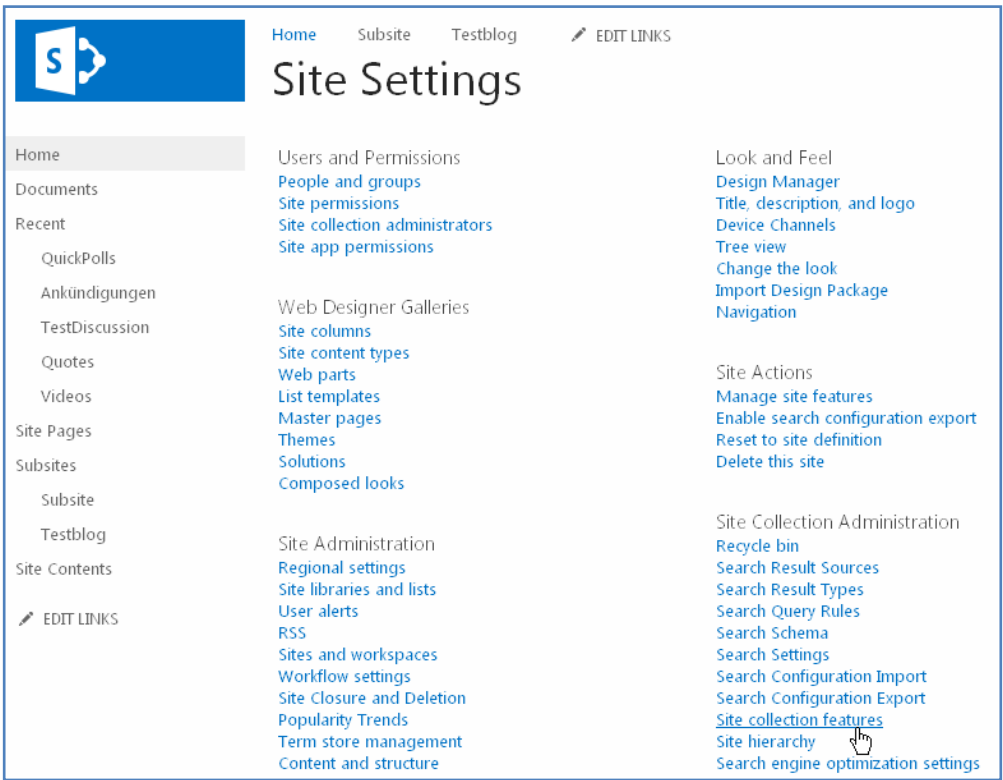 S
Home Subsite Testblog EDIT LINKS
Site Settings
Home
Documents
Recent
QuickPolls
Ankündigungen
TestDiscussion
Quotes
Videos
Site Pages
Subsites
Subsite
Testblog
Site Contents
EDIT LINKS
Users and Permissions
People and groups
Site permissions
Site collection administrators
Site app permissions
Web Designer Galleries
Site columns
Site content types
Web parts
List templates
Master pages
Themes
Solutions
Composed looks
Site Administration
Regional settings
Site libraries and lists
User alerts
RSS
Sites and workspaces
Workflow settings
Site Closure and Deletion
Popularity Trends
Term store management
Content and structure
Look and Feel
Design Manager
Title, description, and logo
Device Channels
Tree view
Change the look
Import Design Package
Navigation
Site Actions
Manage site features
Enable search configuration export
Reset to site definition
Delete this site
Site Collection Administration
Recycle bin
Search Result Sources
Search Result Types
Search Query Rules
Search Schema
Search Settings
Search Configuration Import
Search Configuration Export
Site collection features
Site hierarchy
Search engine optimization settings